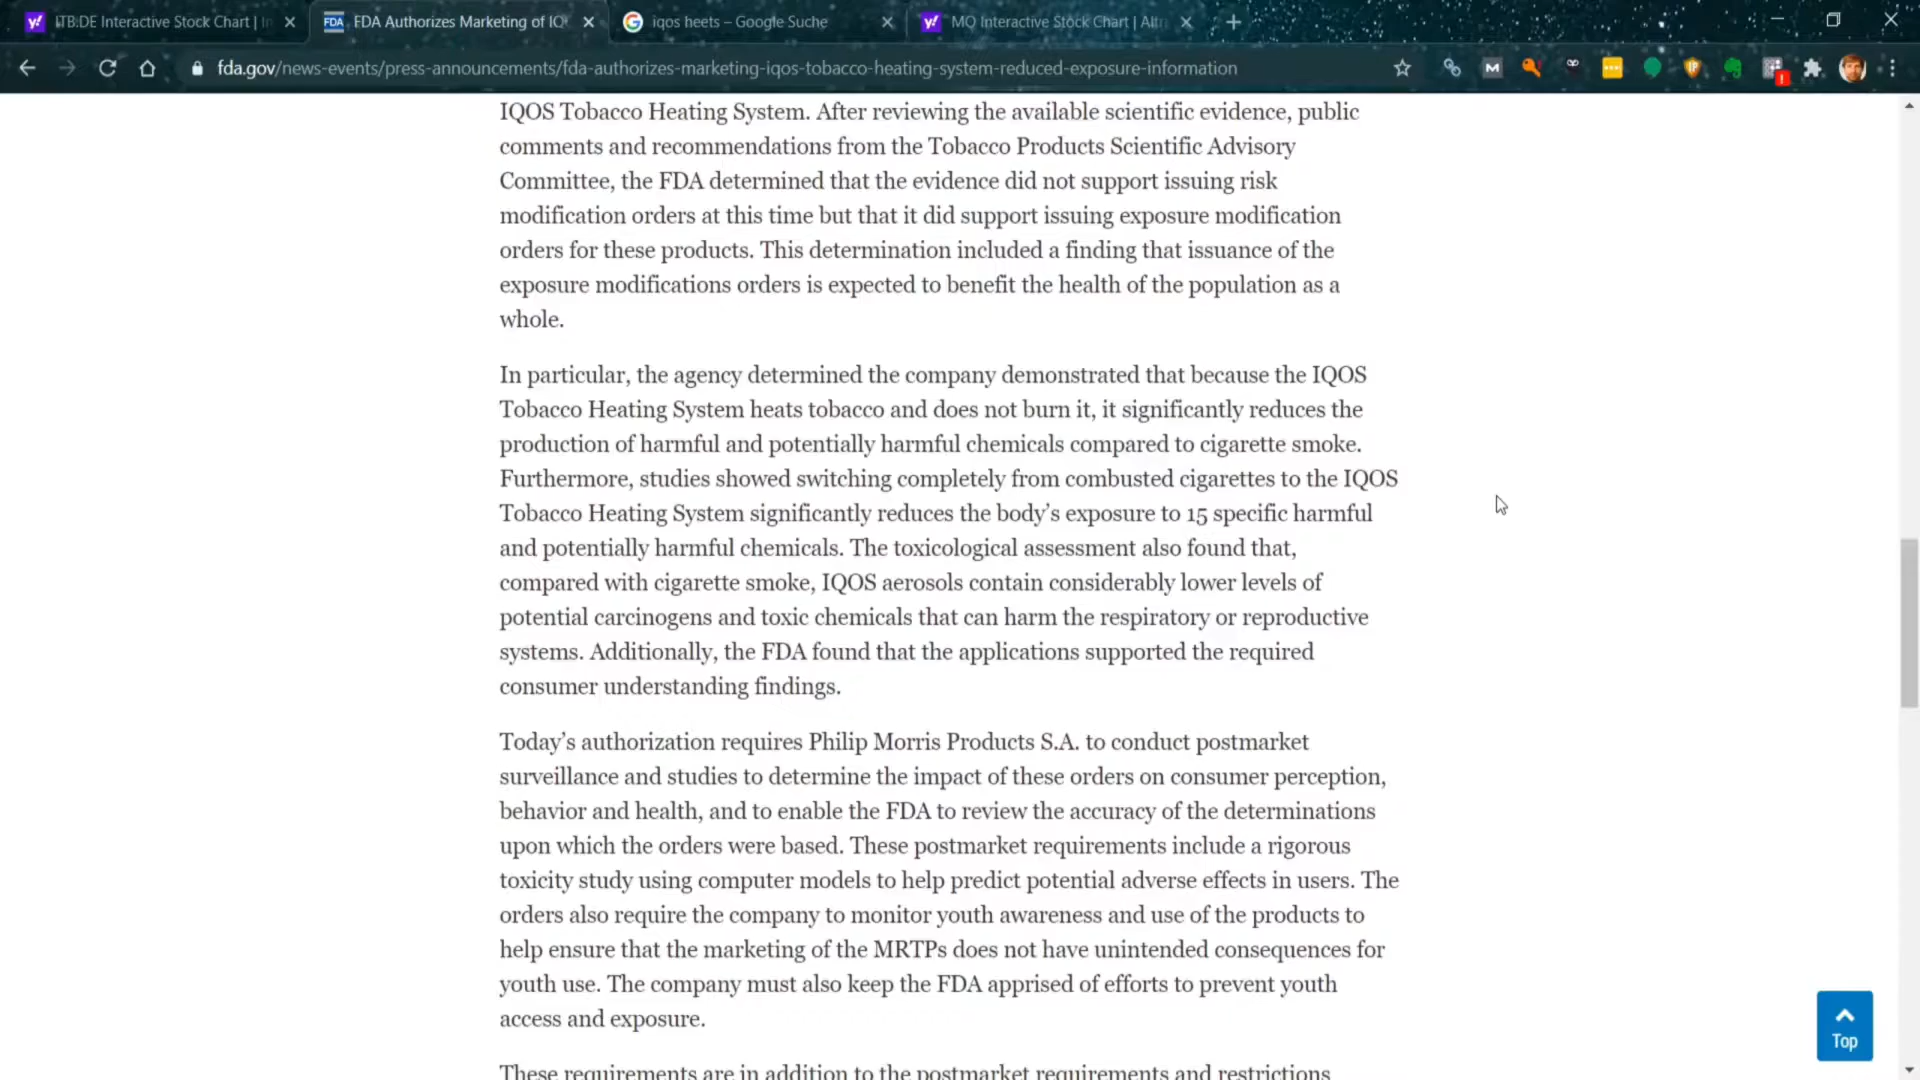 ITB:DE Interactive Stock Chart | In
FDA FDA Authorizes Marketing of IQ
iqos heets – Google Suche
MO Interactive Stock Chart | Altri
fda.gov/news-events/press-announcements/fda-authorizes-marketing-iqos-tobacco-heating-system-reduced-exposure-information
IQOS Tobacco Heating System. After reviewing the available scientific evidence, public
comments and recommendations from the Tobacco Products Scientific Advisory
Committee, the FDA determined that the evidence did not support issuing risk
modification orders at this time but that it did support issuing exposure modification
orders for these products. This determination included a finding that issuance of the
exposure modifications orders is expected to benefit the health of the population as a
whole.
In particular, the agency determined the company demonstrated that because the IQOS
Tobacco Heating System heats tobacco and does not burn it, it significantly reduces the
production of harmful and potentially harmful chemicals compared to cigarette smoke.
Furthermore, studies showed switching completely from combusted cigarettes to the IQOS
Tobacco Heating System significantly reduces the body’s exposure to 15 specific harmful
and potentially harmful chemicals. The toxicological assessment also found that,
compared with cigarette smoke, IQOS aerosols contain considerably lower levels of
potential carcinogens and toxic chemicals that can harm the respiratory or reproductive
systems. Additionally, the FDA found that the applications supported the required
consumer understanding findings.
Today’s authorization requires Philip Morris Products S.A. to conduct postmarket
surveillance and studies to determine the impact of these orders on consumer perception,
behavior and health, and to enable the FDA to review the accuracy of the determinations
upon which the orders were based. These postmarket requirements include a rigorous
toxicity study using computer models to help predict potential adverse effects in users. The
orders also require the company to monitor youth awareness and use of the products to
help ensure that the marketing of the MRTPs does not have unintended consequences for
youth use. The company must also keep the FDA apprised of efforts to prevent youth
access and exposure.
Top
These requirements are in addition to the postmarket requirements and restrictions